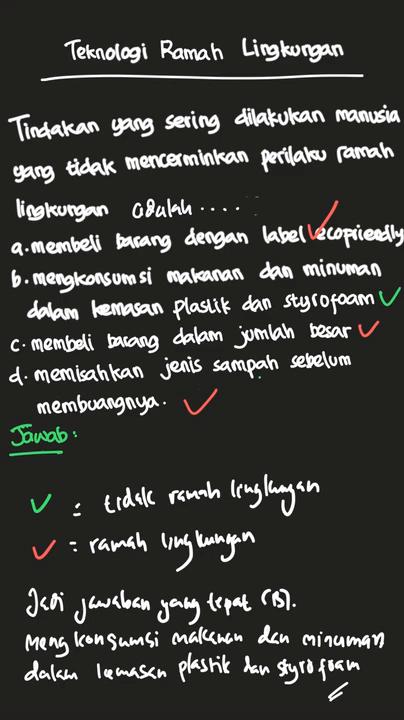 Teknologi Ramah Lingkungan
Tindakan yang sering dilakukan manusia
yang tidak mencerminkan perilaku ramah
lingkungan adalah ....
a. membeli barang dengan label ecofriendly
b. mengkonsumsi makanan dan minuman
dalam kemasan plastik dan styrofoam ✓
c. membeli barang dalam jumlah besar ✓
d. memisahkan jenis sampah sebelum
membuangnya. ✓
Jawab:
✓ = tidak ramah lingkungan
✓ = ramah lingkungan
Jadi jawaban yang tepat (B).
Mengkonsumsi makanan dan minuman
dalam kemasan plastik dan styrofoam